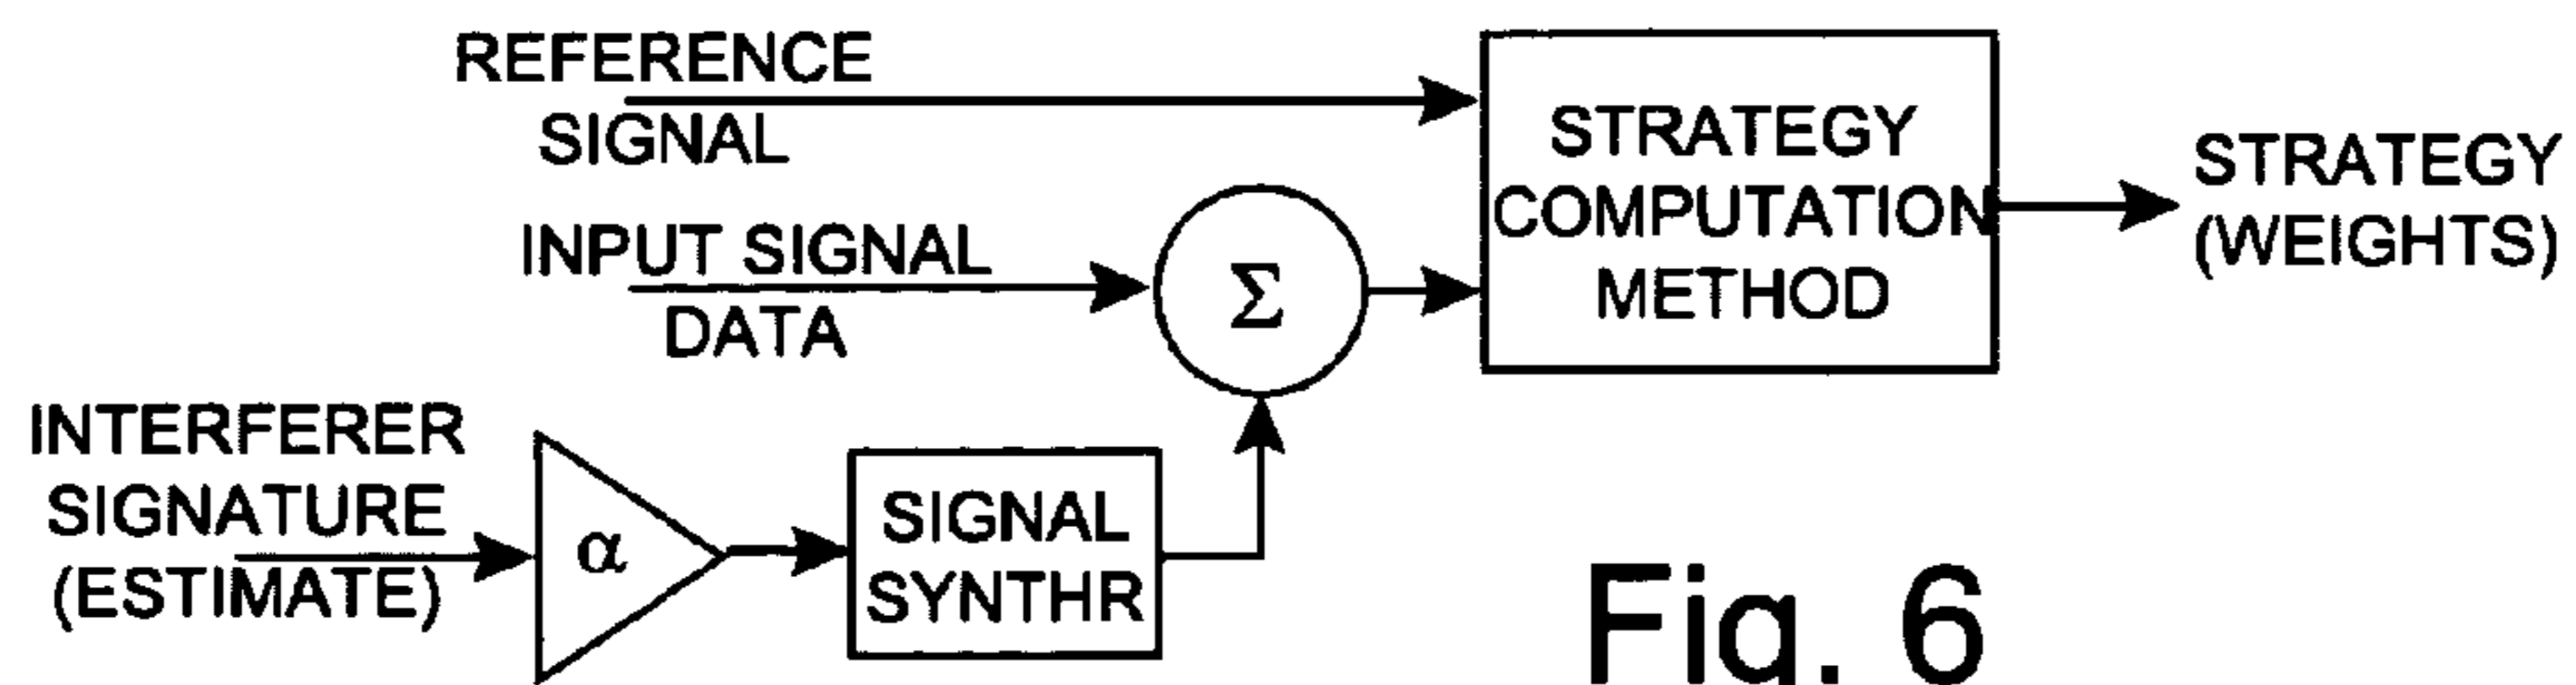 REFERENCE
SIGNAL
INPUT SIGNAL
DATA
INTERFERER
SIGNATURE
(ESTIMATE)
α
SIGNAL
SYNTHR
Σ
STRATEGY
COMPUTATION
METHOD
STRATEGY
(WEIGHTS)
Fig. 6